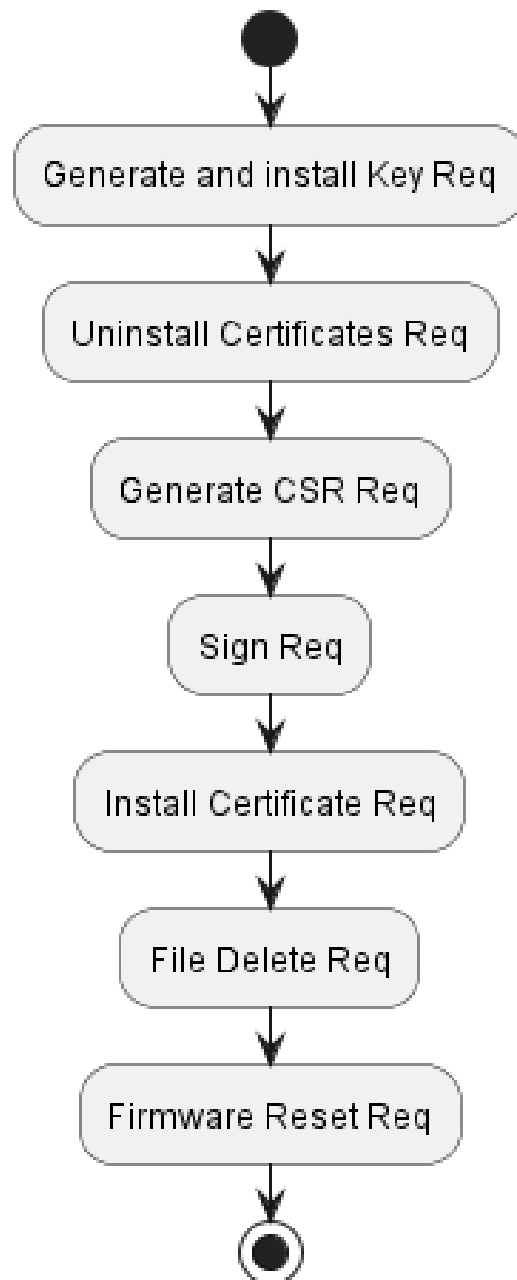 Generate and install Key Req
Uninstall Certificates Req
Generate CSR Req
Sign Req
Install Certificate Req
File Delete Req
Firmware Reset Req